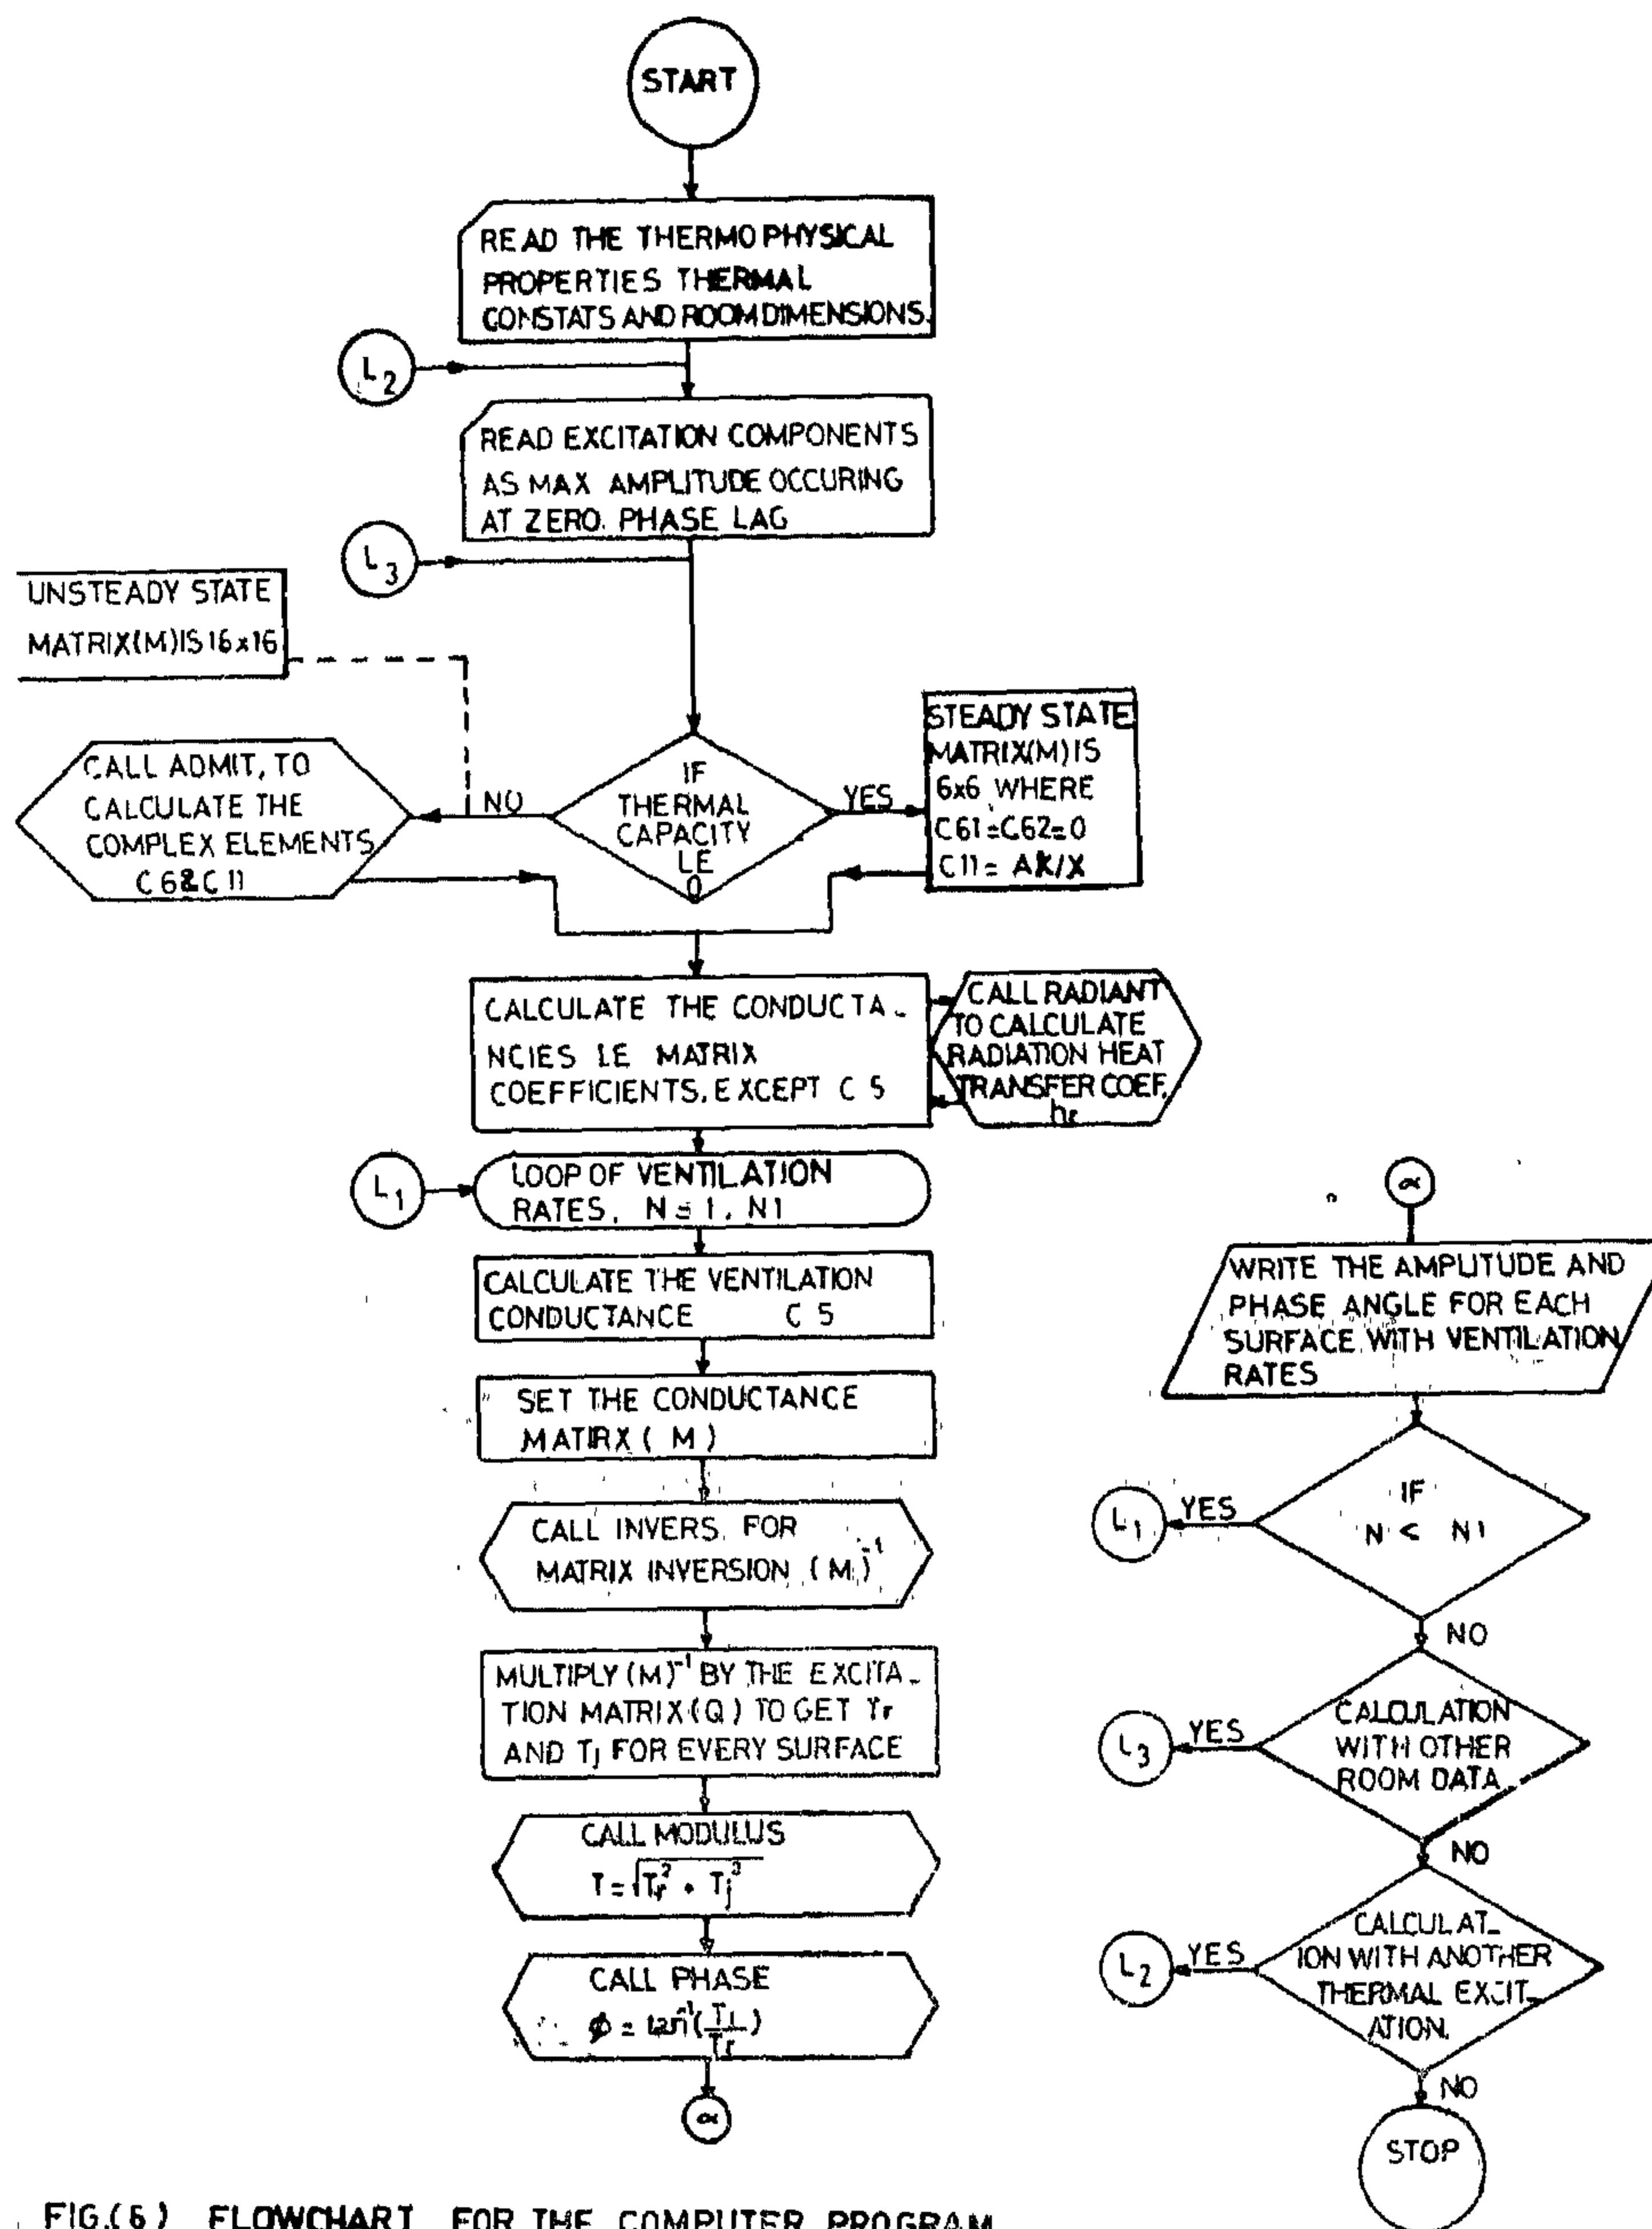 START
READ THE THERMO PHYSICAL
PROPERTIES THERMAL
CONSTATS AND ROOM DIMENSIONS.
L2
READ EXCITATION COMPONENTS
AS MAX AMPLITUDE OCCURING
AT ZERO. PHASE LAG
L3
UNSTEADY STATE
MATRIX(M)IS 16x16
IF
THERMAL
CAPACITY
LE
0
NO
YES
CALL ADMIT, TO
CALCULATE THE
COMPLEX ELEMENTS
C 6& C 11
STEADY STATE
MATRIX(M)IS
6x6 WHERE
C61=C62=0
C11= AK/X
CALCULATE THE CONDUCTA-
NCIES I.E MATRIX
COEFFICIENTS, EXCEPT C 5
CALL RADIANT
TO CALCULATE
RADIATION HEAT
TRANSFER COEF.
hr
L1
LOOP OF VENTILATION
RATES, N = 1, N1
CALCULATE THE VENTILATION
CONDUCTANCE C 5
SET THE CONDUCTANCE
MATIRX ( M )
CALL INVERS, FOR
MATRIX INVERSION (M)⁻¹
MULTIPLY (M)⁻¹ BY THE EXCITA-
TION MATRIX (Q) TO GET Tr
AND Tj FOR EVERY SURFACE
CALL MODULUS
T = √Tr² + Tj²
CALL PHASE
ϕ = tan⁻¹(Tj/Tr)
α
α
WRITE THE AMPLITUDE AND
PHASE ANGLE FOR EACH
SURFACE WITH VENTILATION
RATES
IF
N < N1
YES
L1
NO
CALCULATION
WITH OTHER
ROOM DATA
YES
L3
NO
CALCULAT-
ION WITH ANOTHER
THERMAL EXCIT-
ATION.
YES
L2
NO
STOP
FIG.(6) FLOWCHART FOR THE COMPUTER PROGRAM